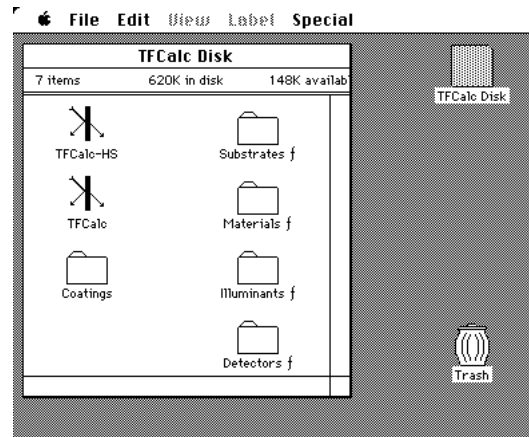 File Edit View Label Special
TFCalc Disk
7 items 620K in disk 148K availab
TFCalc-HS
Substrates ƒ
TFCalc
Materials ƒ
Coatings
Illuminants ƒ
Detectors ƒ
TFCalc Disk
Trash